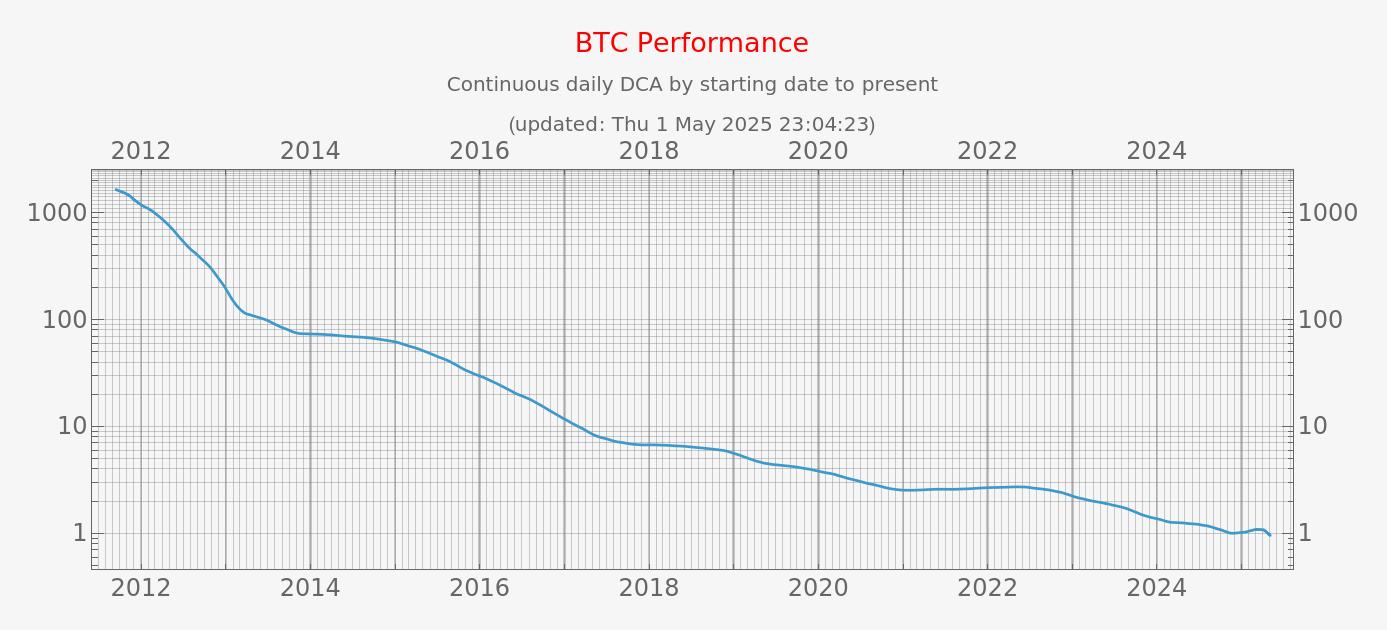 BTC Performance
Continuous daily DCA by starting date to present
(updated: Thu 1 May 2025 23:04:23)
2012 2014 2016 2018 2020 2022 2024
1000 1000
100 100
10 10
1 1
2012 2014 2016 2018 2020 2022 2024